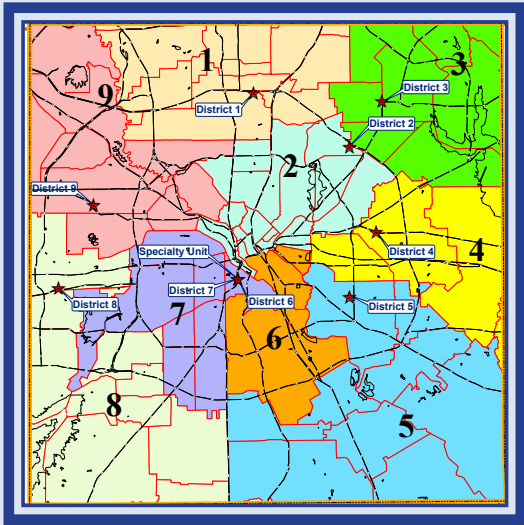 1
3
9
District 3
District 1
District 2
2
District 9
District 4
4
Specialty Unit
District 7
District 8
District 6
District 5
7
6
8
5